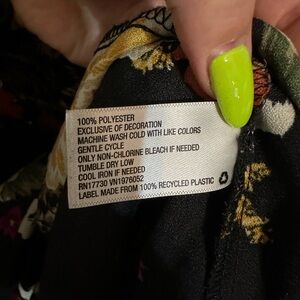 100% POLYESTER
EXCLUSIVE OF DECORATION
MACHINE WASH COLD WITH LIKE COLORS
GENTLE CYCLE
ONLY NON-CHLORINE BLEACH IF NEEDED
TUMBLE DRY LOW
COOL IRON IF NEEDED
RN17730 VN1976052
LABEL MADE FROM 100% RECYCLED PLASTIC